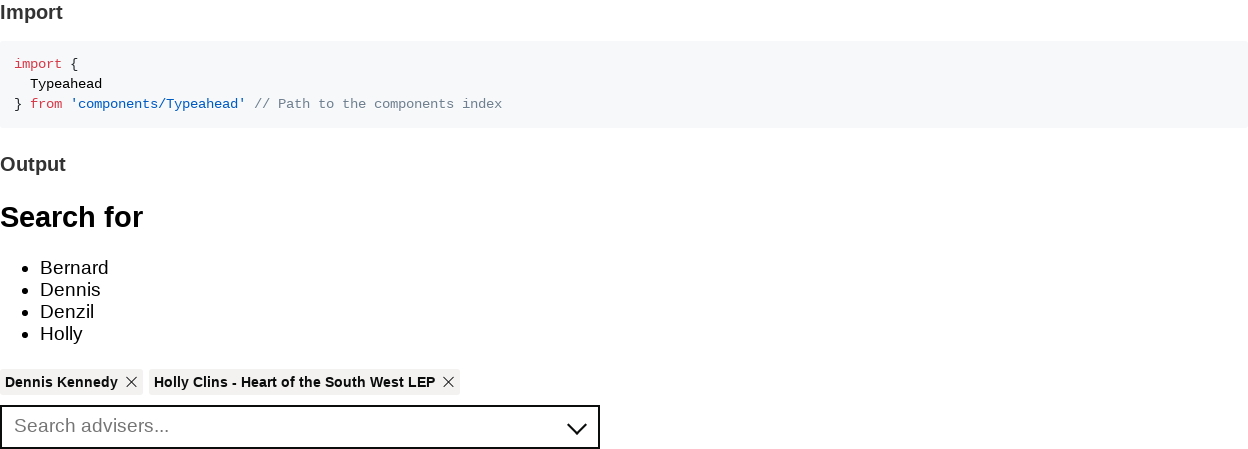 Import
import {
  Typeahead
} from 'components/Typeahead' // Path to the components index
Output
Search for
Bernard
Dennis
Denzil
Holly
Dennis Kennedy Holly Clins - Heart of the South West LEP
Search advisers...